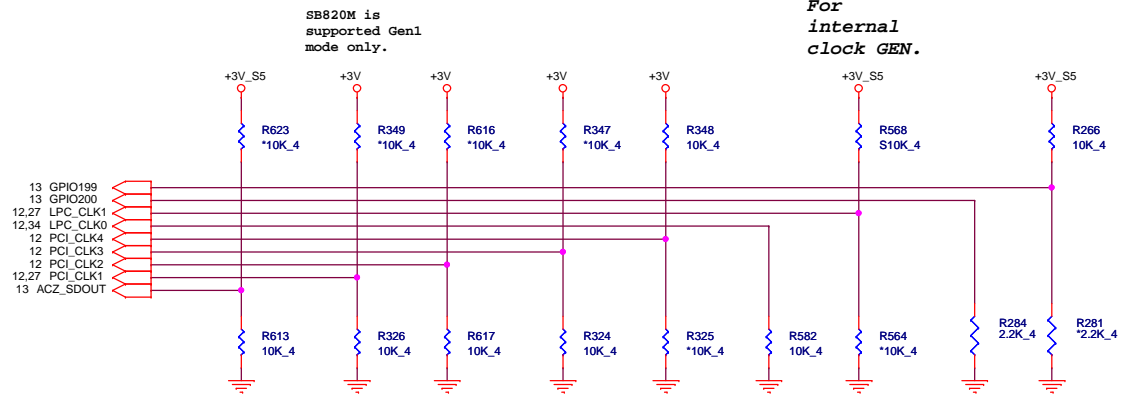 SB820M is
supported Gen1
mode only.
For
internal
clock GEN.
+3V_S5
+3V
+3V
+3V
+3V
+3V_S5
+3V_S5
R623
*10K_4
R349
*10K_4
R616
*10K_4
R347
*10K_4
R348
10K_4
R568
S10K_4
R266
10K_4
13 GPIO199
13 GPIO200
12,27 LPC_CLK1
12,34 LPC_CLK0
12 PCI_CLK4
12 PCI_CLK3
12 PCI_CLK2
12,27 PCI_CLK1
13 ACZ_SDOUT
R613
10K_4
R326
10K_4
R617
10K_4
R324
10K_4
R325
*10K_4
R582
10K_4
R564
*10K_4
R284
2.2K_4
R281
*2.2K_4